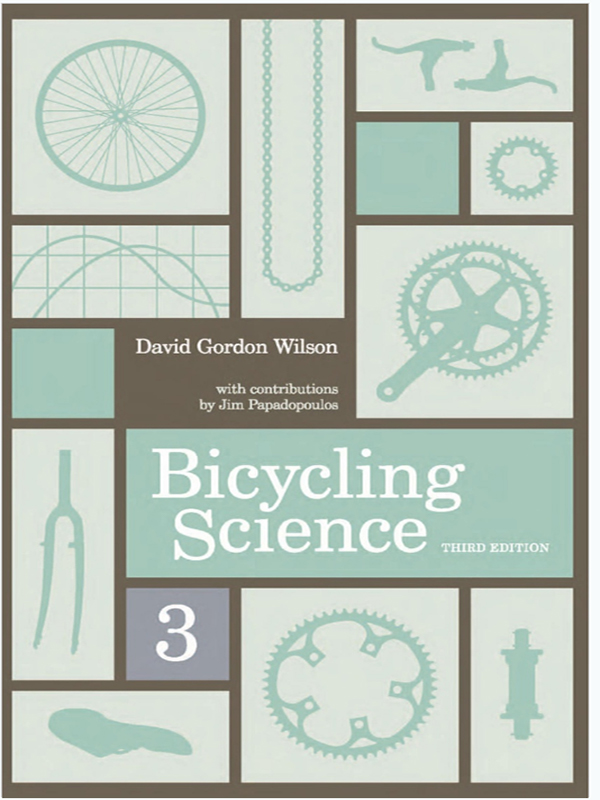 David Gordon Wilson
with contributions
by Jim Papadopoulos
Bicycling
Science
THIRD EDITION
3